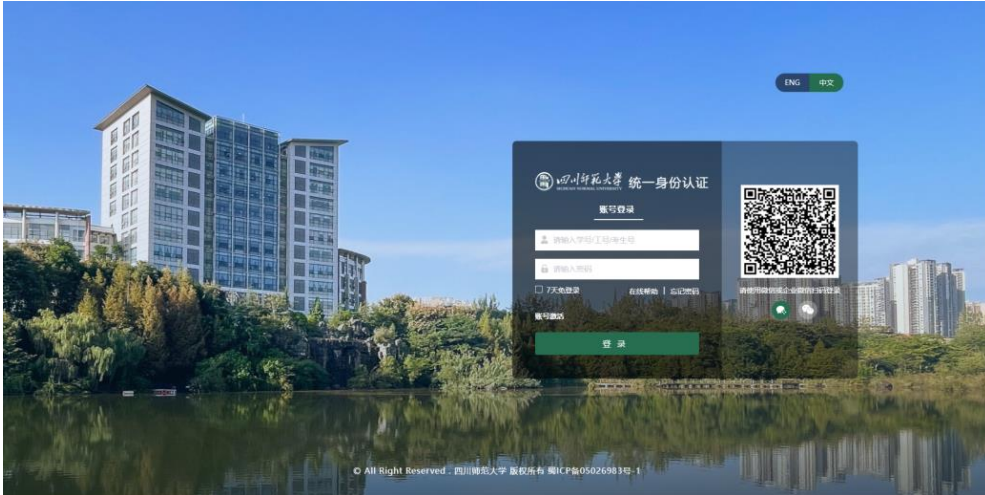 ENG 中文
四川师范大学 统一身份认证
SICHUAN NORMAL UNIVERSITY
账号登录
请输入学号/工号/考生号
请输入密码
7天免登录 在线帮助 | 忘记密码
账号激活
登 录
请使用微信或企业微信扫码登录
© All Right Reserved . 四川师范大学 版权所有 蜀ICP备05026983号-1